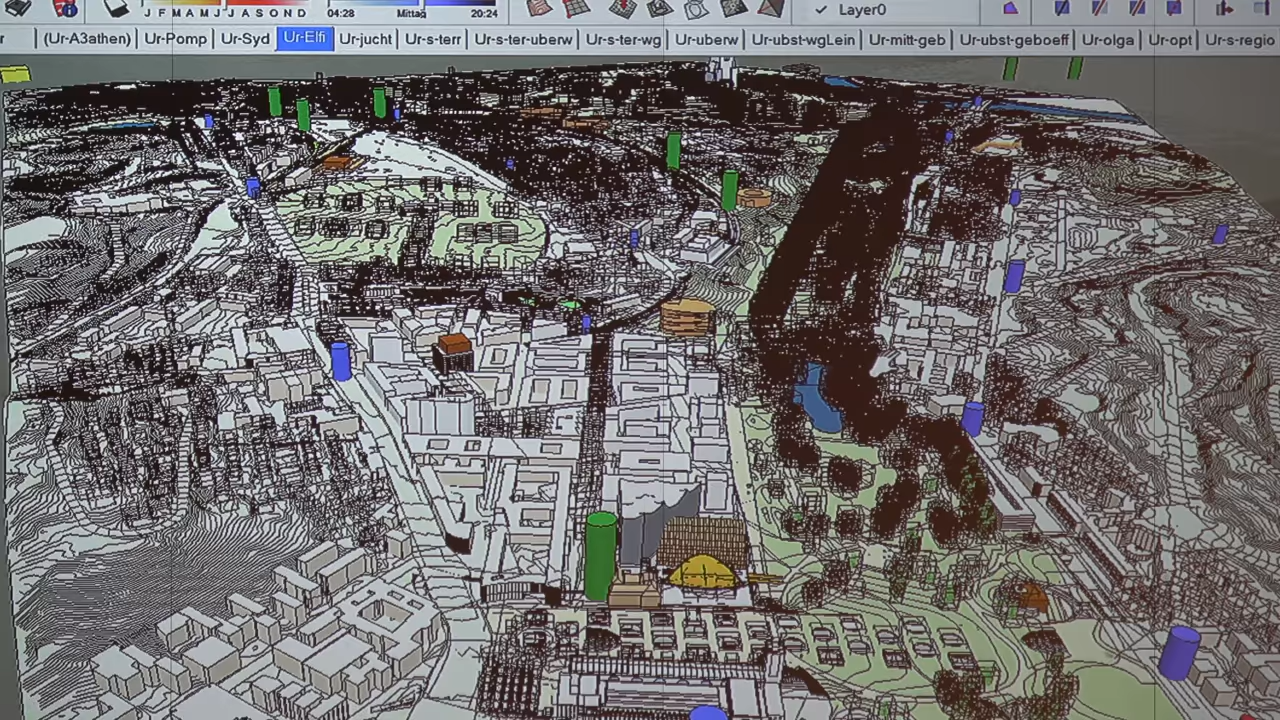 J F M A M J J A S O N D 04:28 Mittag 20:24 Layer0
(Ur-A3athen) Ur-Pomp Ur-Syd Ur-Elfi Ur-jucht Ur-s-terr Ur-s-ter-uberw Ur-s-ter-wg Ur-uberw Ur-ubst-wgLein Ur-mitt-geb Ur-ubst-geboeff Ur-olga Ur-opt Ur-s-regio